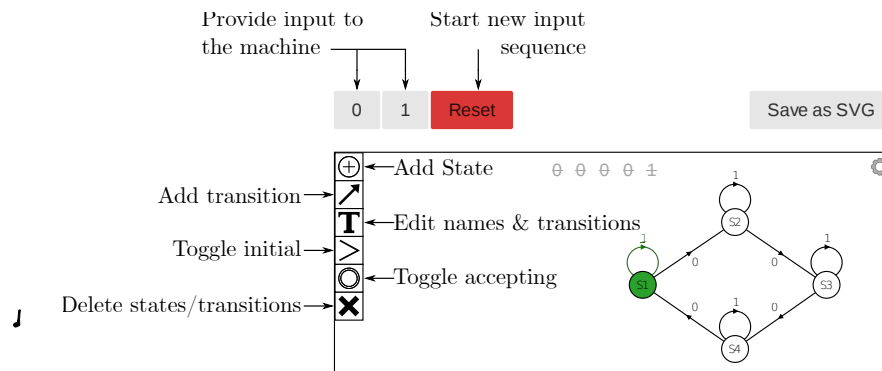 Provide input to
the machine
Start new input
sequence
0
1
Reset
Save as SVG
Add State
0 0 0 0 1
Add transition
T
Edit names & transitions
Toggle initial
Toggle accepting
Delete states/transitions
1
S2
1
0
0
1
S1
S3
0
1
0
S4